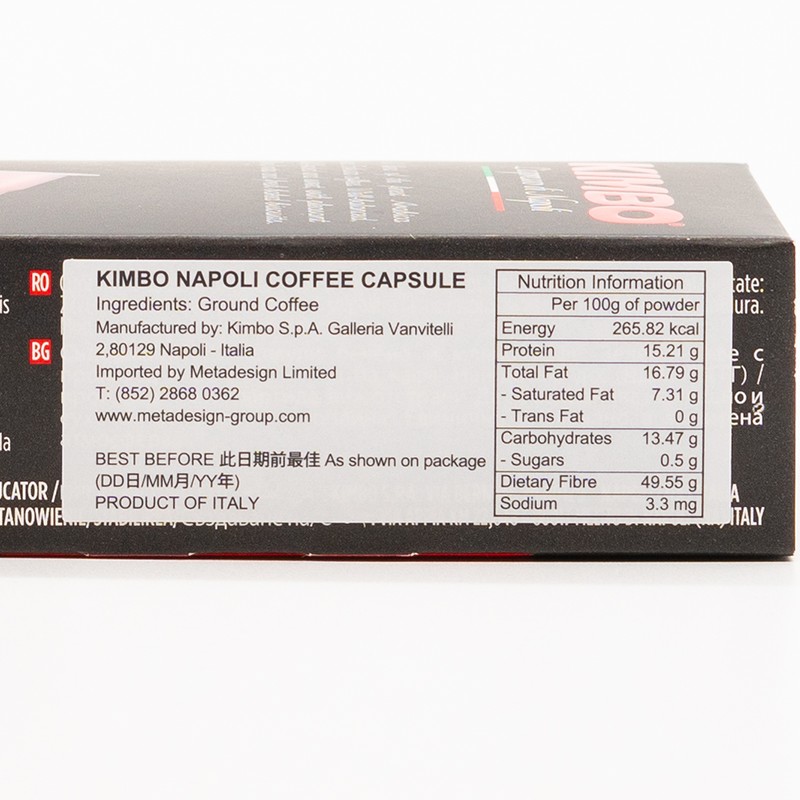 KIMBO
RO
BG
KIMBO NAPOLI COFFEE CAPSULE
Ingredients: Ground Coffee
Manufactured by: Kimbo S.p.A. Galleria Vanvitelli
2,80129 Napoli - Italia
Imported by Metadesign Limited
T: (852) 2868 0362
www.metadesign-group.com
BEST BEFORE 此日期前最佳 As shown on package
(DD日/MM月/YY年)
PRODUCT OF ITALY
Nutrition Information
Per 100g of powder
Energy 265.82 kcal
Protein 15.21 g
Total Fat 16.79 g
- Saturated Fat 7.31 g
- Trans Fat 0 g
Carbohydrates 13.47 g
- Sugars 0.5 g
Dietary Fibre 49.55 g
Sodium 3.3 mg
ITALY